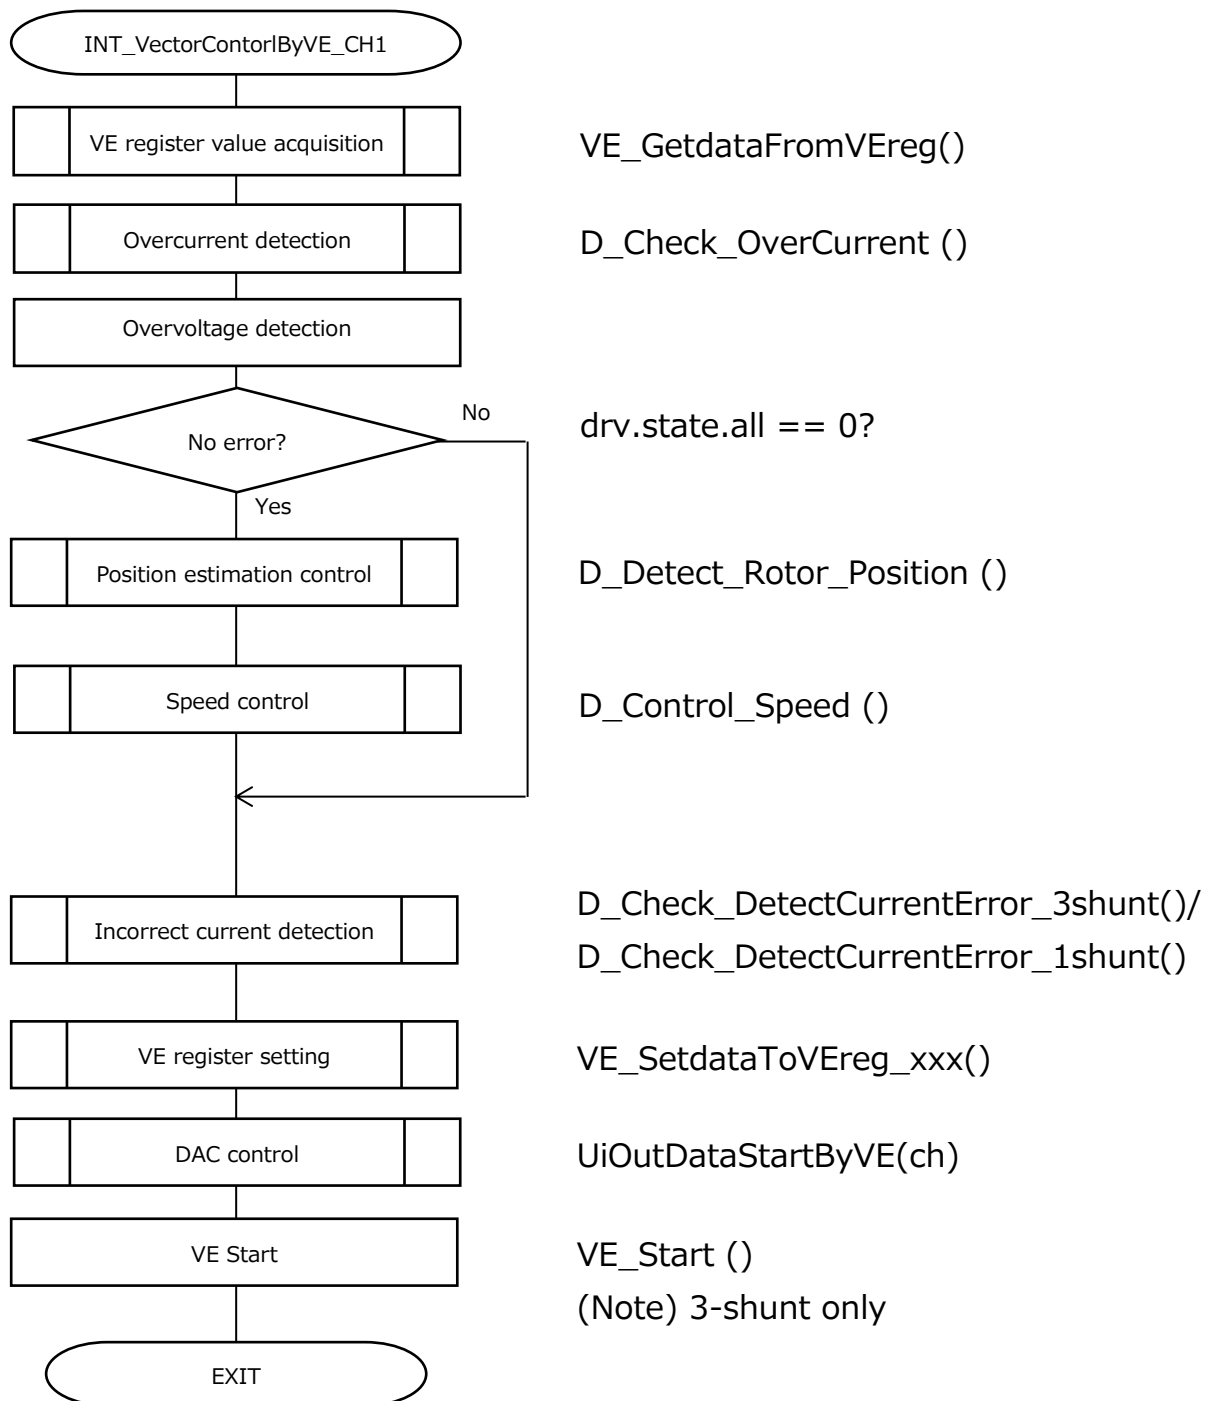 INT_VectorContorlByVE_CH1
VE register value acquisition
VE_GetdataFromVEreg()
Overcurrent detection
D_Check_OverCurrent ()
Overvoltage detection
No error?
No
drv.state.all == 0?
Yes
Position estimation control
D_Detect_Rotor_Position ()
Speed control
D_Control_Speed ()
Incorrect current detection
D_Check_DetectCurrentError_3shunt()/
D_Check_DetectCurrentError_1shunt()
VE register setting
VE_SetdataToVEreg_xxx()
DAC control
UiOutDataStartByVE(ch)
VE Start
VE_Start ()
(Note) 3-shunt only
EXIT